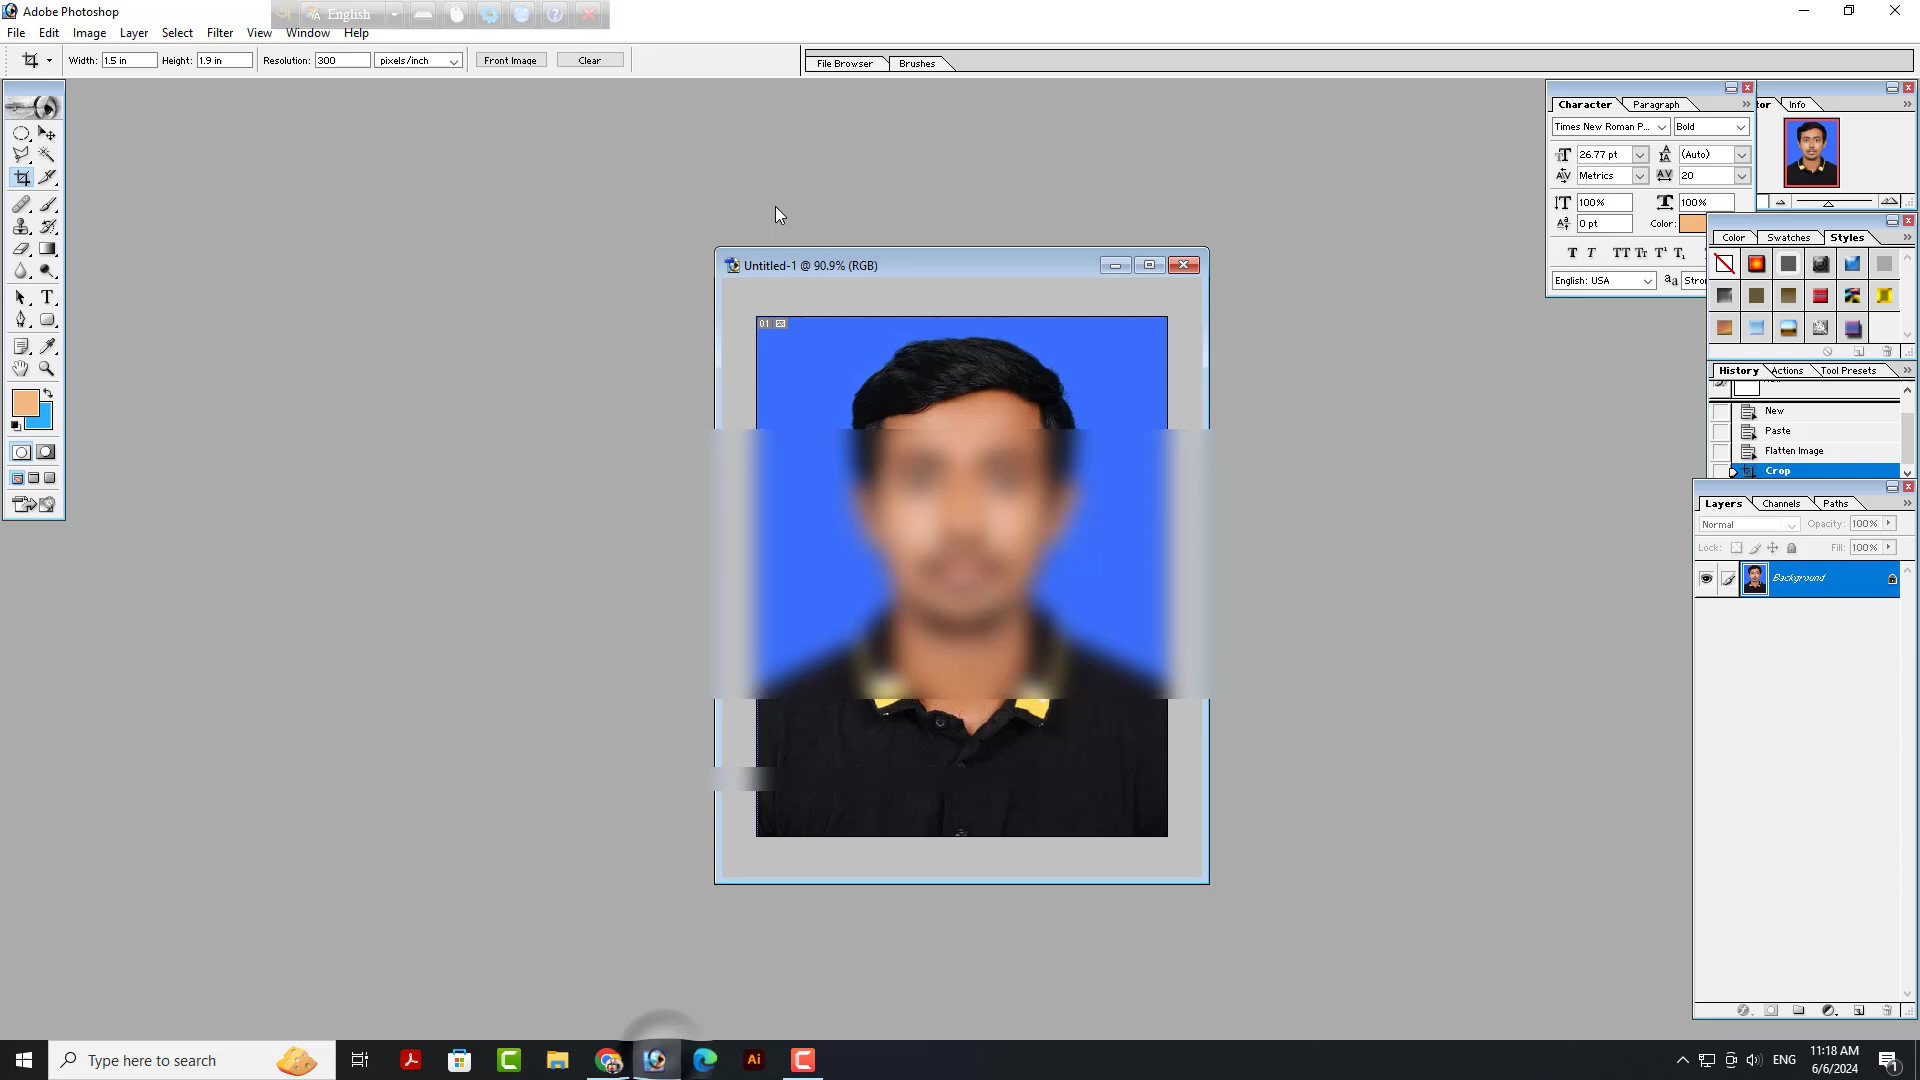 Adobe Photoshop
English
File Edit Image Layer Select Filter View Window Help
Width: 1.5 in Height: 1.9 in Resolution: 300 pixels/inch Front Image Clear
File Browser Brushes
Character Paragraph
Info
Times New Roman P... Bold
26.77 pt (Auto)
Metrics 20
100% 100%
0 pt Color:
English: USA
Color Swatches Styles
Untitled-1 @ 90.9% (RGB)
01
History Actions Tool Presets
New
Paste
Flatten Image
Crop
Layers Channels Paths
Normal Opacity: 100%
Lock: Fill: 100%
Background
Type here to search
Ai
ENG
11:18 AM
6/6/2024
1